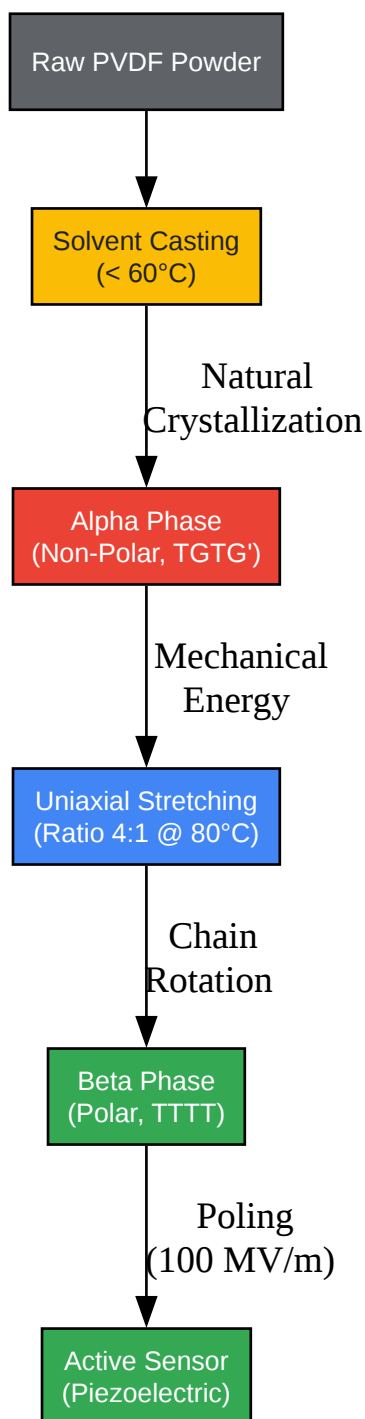 Raw PVDF Powder
Solvent Casting
(< 60°C)
Natural
Crystallization
Alpha Phase
(Non-Polar, TGTG')
Mechanical
Energy
Uniaxial Stretching
(Ratio 4:1 @ 80°C)
Chain
Rotation
Beta Phase
(Polar, TTTT)
Poling
(100 MV/m)
Active Sensor
(Piezoelectric)